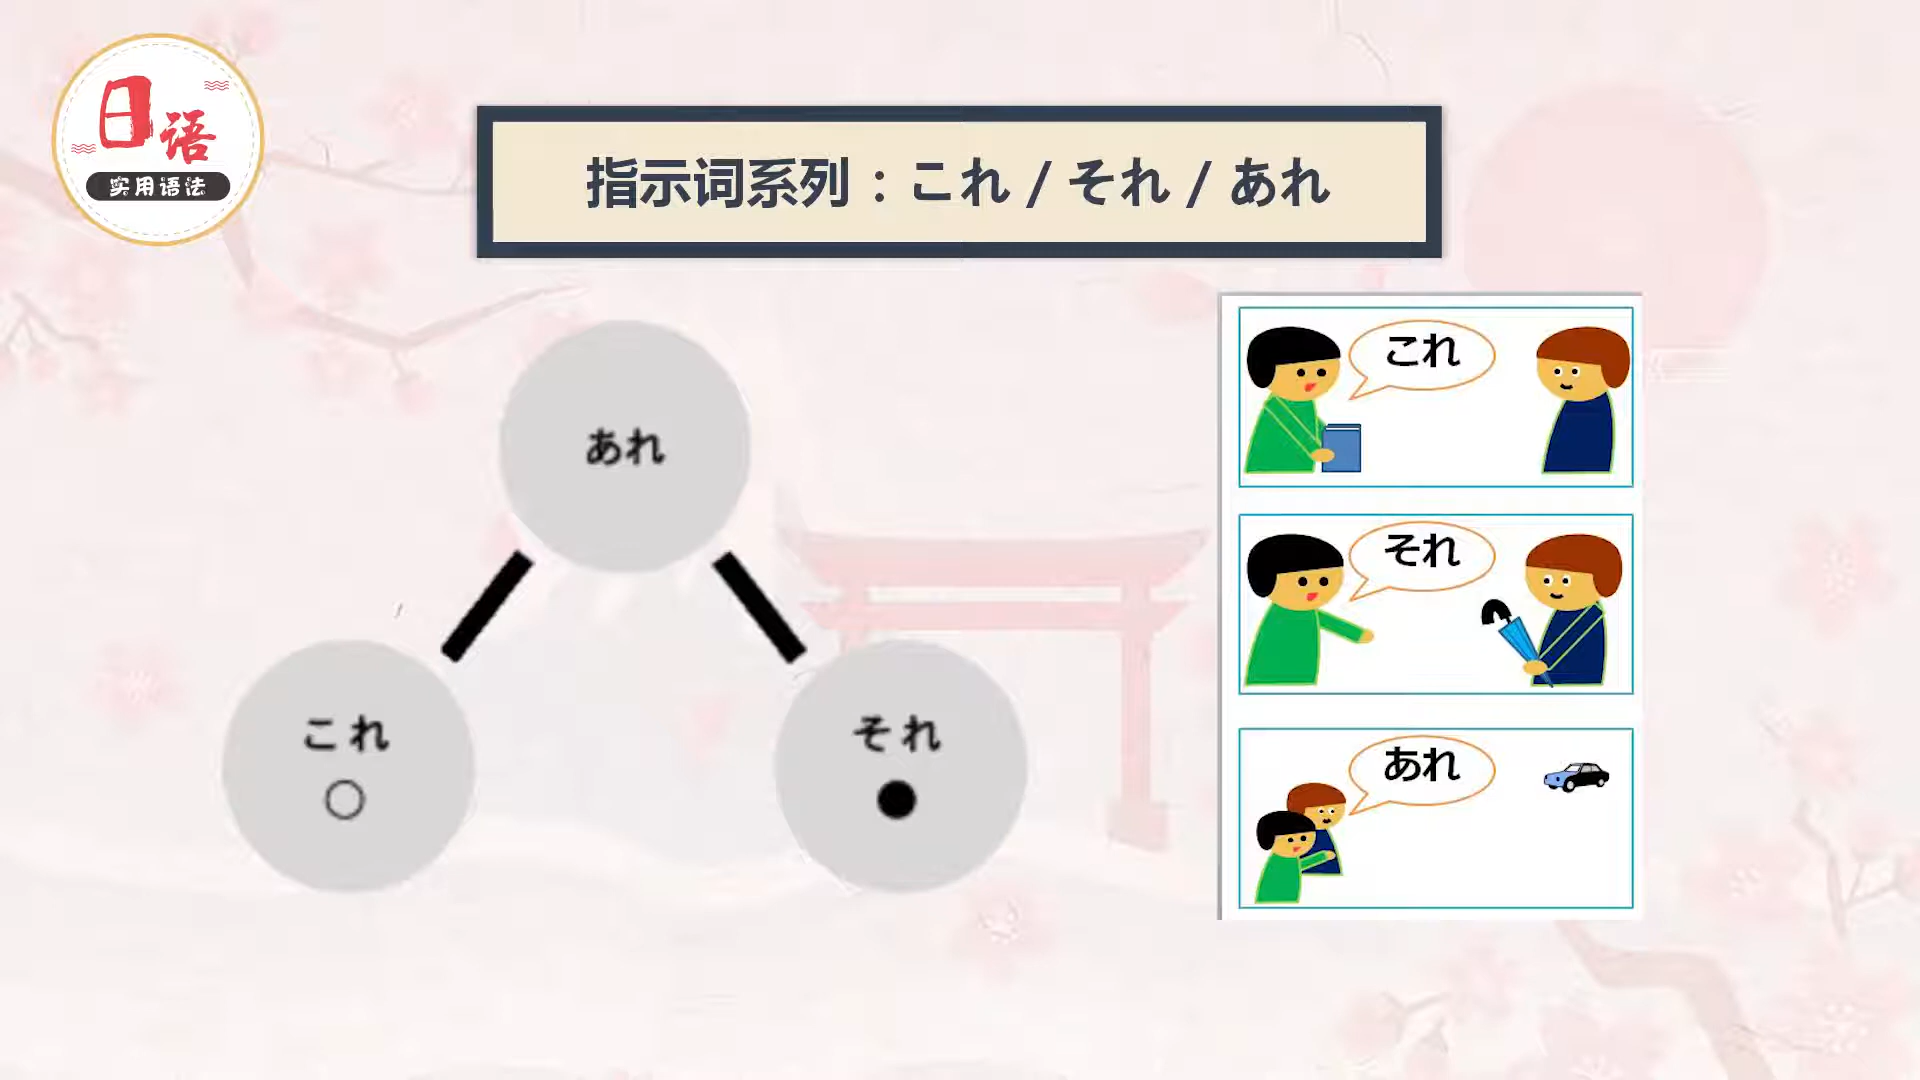 日语
实用语法
指示词系列：これ / それ / あれ
あれ
これ
それ
これ
それ
あれ